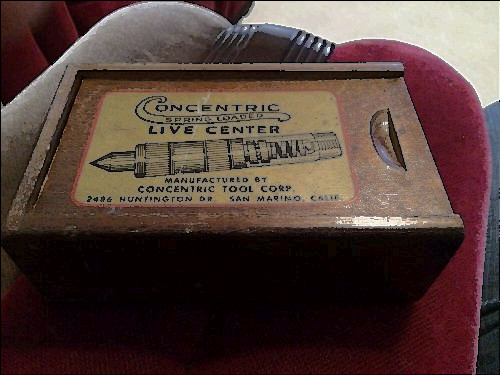 CONCENTRIC
SPRING LOADED
LIVE CENTER
MANUFACTURED BY
CONCENTRIC TOOL CORP.
2486 HUNTINGTON DR. SAN MARINO, CALIF.